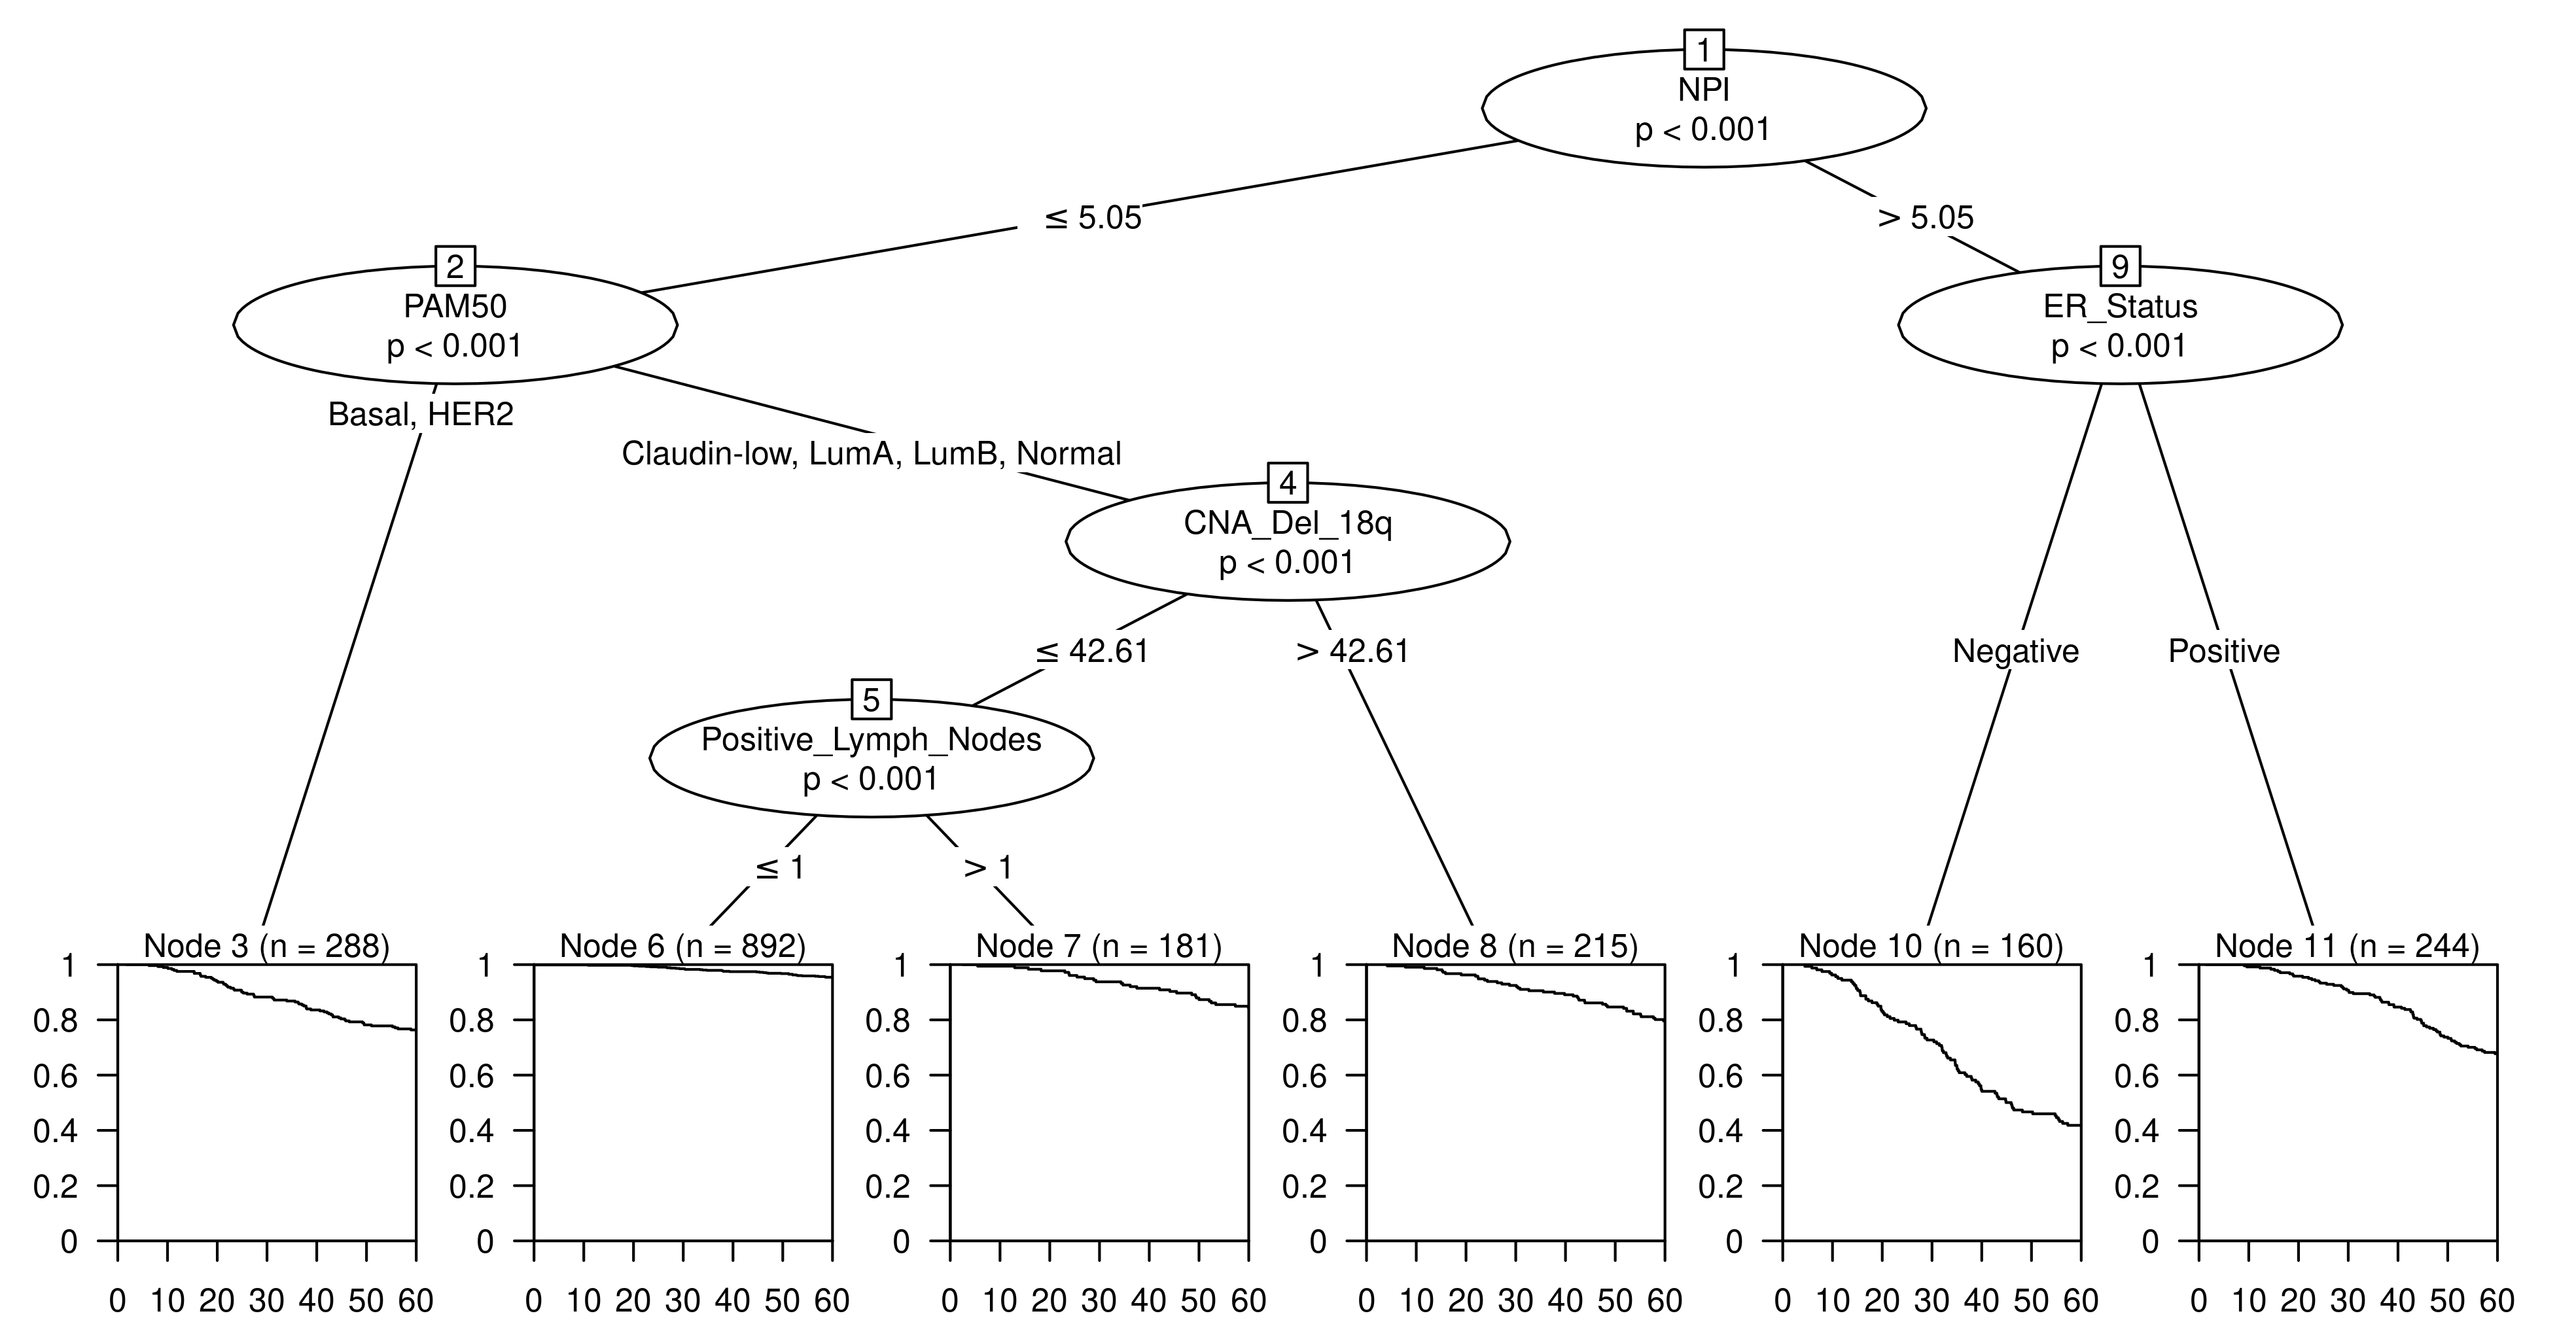 1
NPI
p < 0.001
≤ 5.05
> 5.05
2
PAM50
p < 0.001
9
ER_Status
p < 0.001
Basal, HER2
Claudin-low, LumA, LumB, Normal
4
CNA_Del_18q
p < 0.001
≤ 42.61
> 42.61
Negative
Positive
5
Positive_Lymph_Nodes
p < 0.001
≤ 1
> 1
Node 3 (n = 288)
1
0.8
0.6
0.4
0.2
0
0 10 20 30 40 50 60
Node 6 (n = 892)
1
0.8
0.6
0.4
0.2
0
0 10 20 30 40 50 60
Node 7 (n = 181)
1
0.8
0.6
0.4
0.2
0
0 10 20 30 40 50 60
Node 8 (n = 215)
1
0.8
0.6
0.4
0.2
0
0 10 20 30 40 50 60
Node 10 (n = 160)
1
0.8
0.6
0.4
0.2
0
0 10 20 30 40 50 60
Node 11 (n = 244)
1
0.8
0.6
0.4
0.2
0
0 10 20 30 40 50 60